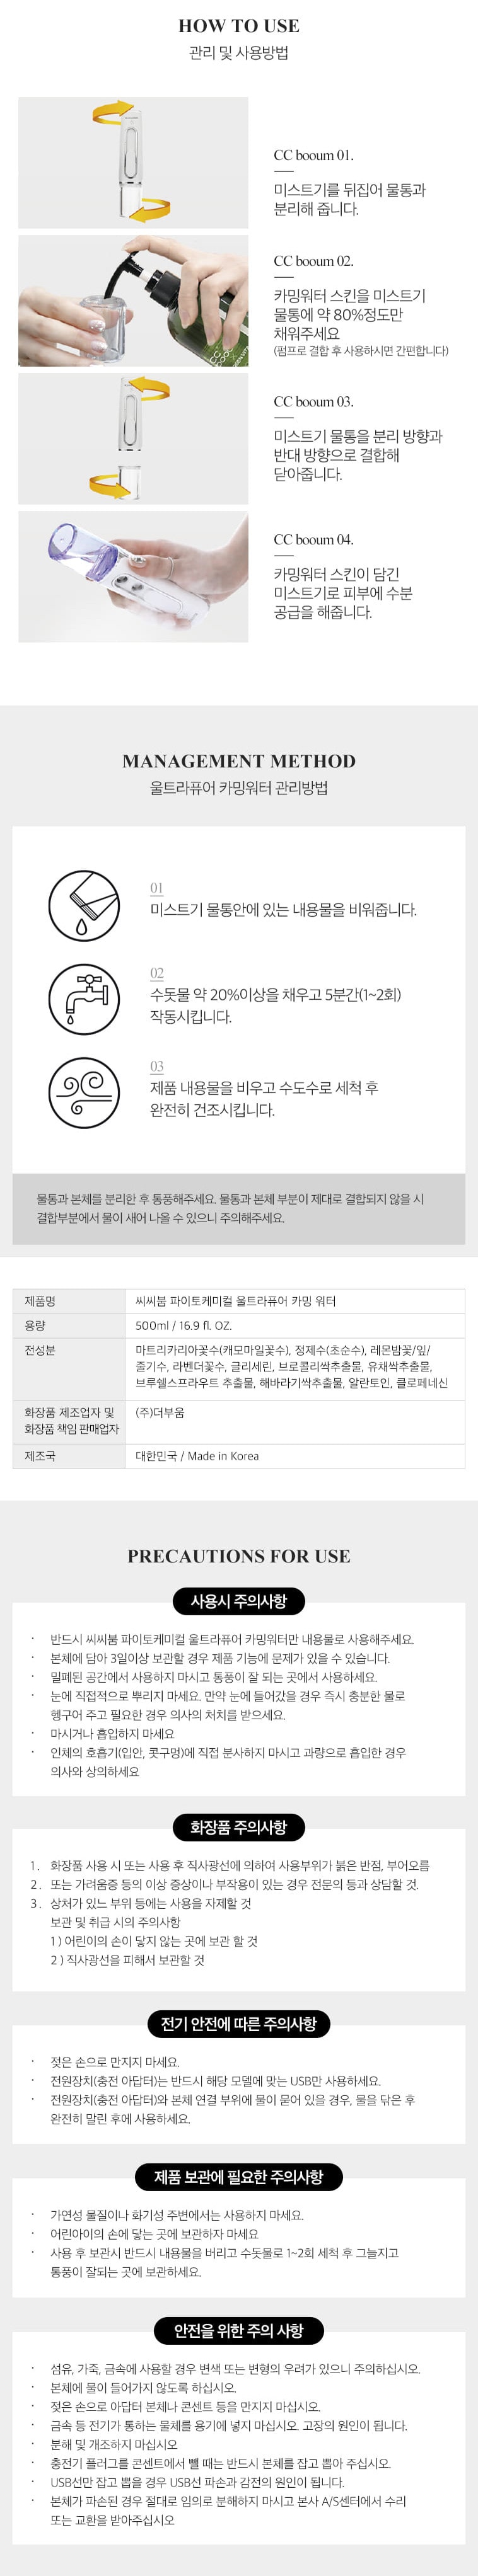 HOW TO USE
관리 및 사용방법
CC booum 01.
미스트기를 뒤집어 물통과
분리해 줍니다.
CC booum 02.
카밍워터 스킨을 미스트기
물통에 약 80%정도만
채워주세요
(펌프로 결합 후 사용하시면 간편합니다)
CC booum 03.
미스트기 물통을 분리 방향과
반대 방향으로 결합해
닫아줍니다.
CC booum 04.
카밍워터 스킨이 담긴
미스트기로 피부에 수분
공급을 해줍니다.
MANAGEMENT METHOD
울트라퓨어 카밍워터 관리방법
01
미스트기 물통안에 있는 내용물을 비워줍니다.
02
수돗물 약 20%이상을 채우고 5분간(1~2회)
작동시킵니다.
03
제품 내용물을 비우고 수도수로 세척 후
완전히 건조시킵니다.
물통과 본체를 분리한 후 통풍해주세요. 물통과 본체 부분이 제대로 결합되지 않을 시
결합부분에서 물이 새어 나올 수 있으니 주의해주세요.
제품명 씨씨붐 파이토케미컬 울트라퓨어 카밍 워터
용량 500ml / 16.9 fl. OZ.
전성분 마트리카리아꽃수(캐모마일꽃수), 정제수(초순수), 레몬밤꽃/잎/
줄기수, 라벤더꽃수, 글리세린, 브로콜리싹추출물, 유채싹추출물,
브루쉘스프라우트 추출물, 해바라기싹추출물, 알란토인, 클로페네신
화장품 제조업자 및 (주)더부움
화장품 책임 판매업자
제조국 대한민국 / Made in Korea
PRECAUTIONS FOR USE
사용시 주의사항
· 반드시 씨씨붐 파이토케미컬 울트라퓨어 카밍워터만 내용물로 사용해주세요.
· 본체에 담아 3일이상 보관할 경우 제품 기능에 문제가 있을 수 있습니다.
· 밀폐된 공간에서 사용하지 마시고 통풍이 잘 되는 곳에서 사용하세요.
· 눈에 직접적으로 뿌리지 마세요. 만약 눈에 들어갔을 경우 즉시 충분한 물로
헹구어 주고 필요한 경우 의사의 처치를 받으세요.
· 마시거나 흡입하지 마세요
· 인체의 호흡기(입안, 콧구멍)에 직접 분사하지 마시고 과량으로 흡입한 경우
의사와 상의하세요
화장품 주의사항
1. 화장품 사용 시 또는 사용 후 직사광선에 의하여 사용부위가 붉은 반점, 부어오름
2. 또는 가려움증 등의 이상 증상이나 부작용이 있는 경우 전문의 등과 상담할 것.
3. 상처가 있느 부위 등에는 사용을 자제할 것
보관 및 취급 시의 주의사항
1 ) 어린이의 손이 닿지 않는 곳에 보관 할 것
2 ) 직사광선을 피해서 보관할 것
전기 안전에 따른 주의사항
· 젖은 손으로 만지지 마세요.
· 전원장치(충전 아답터)는 반드시 해당 모델에 맞는 USB만 사용하세요.
· 전원장치(충전 아답터)와 본체 연결 부위에 물이 묻어 있을 경우, 물을 닦은 후
완전히 말린 후에 사용하세요.
제품 보관에 필요한 주의사항
· 가연성 물질이나 화기성 주변에서는 사용하지 마세요.
· 어린아이의 손에 닿는 곳에 보관하자 마세요
· 사용 후 보관시 반드시 내용물을 버리고 수돗물로 1~2회 세척 후 그늘지고
통풍이 잘되는 곳에 보관하세요.
안전을 위한 주의 사항
· 섬유, 가죽, 금속에 사용할 경우 변색 또는 변형의 우려가 있으니 주의하십시오.
· 본체에 물이 들어가지 않도록 하십시오.
· 젖은 손으로 아답터 본체나 콘센트 등을 만지지 마십시오.
· 금속 등 전기가 통하는 물체를 용기에 넣지 마십시오. 고장의 원인이 됩니다.
· 분해 및 개조하지 마십시오
· 충전기 플러그를 콘센트에서 뺄 때는 반드시 본체를 잡고 뽑아 주십시오.
· USB선만 잡고 뽑을 경우 USB선 파손과 감전의 원인이 됩니다.
· 본체가 파손된 경우 절대로 임의로 분해하지 마시고 본사 A/S센터에서 수리
또는 교환을 받아주십시오